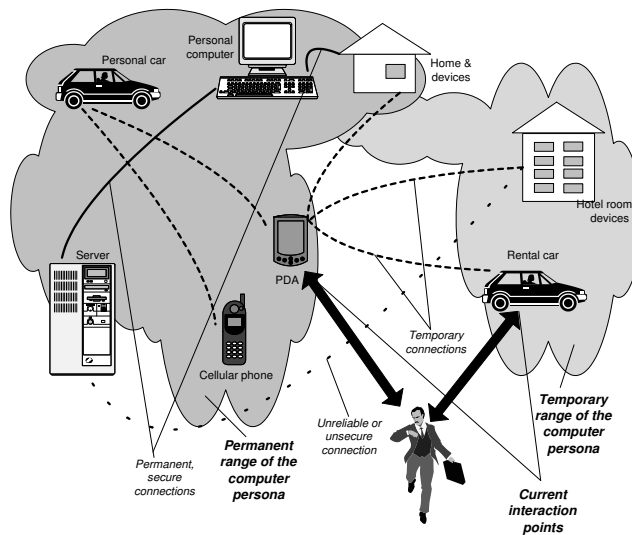 Personal
computer
Personal car
Home &
devices
Hotel room
devices
Server
PDA
Rental car
Cellular phone
Temporary
connections
Unreliable or
unsecure
connection
Permanent,
secure
connections
Permanent
range of the
computer
persona
Temporary
range of the
computer
persona
Current
interaction
points